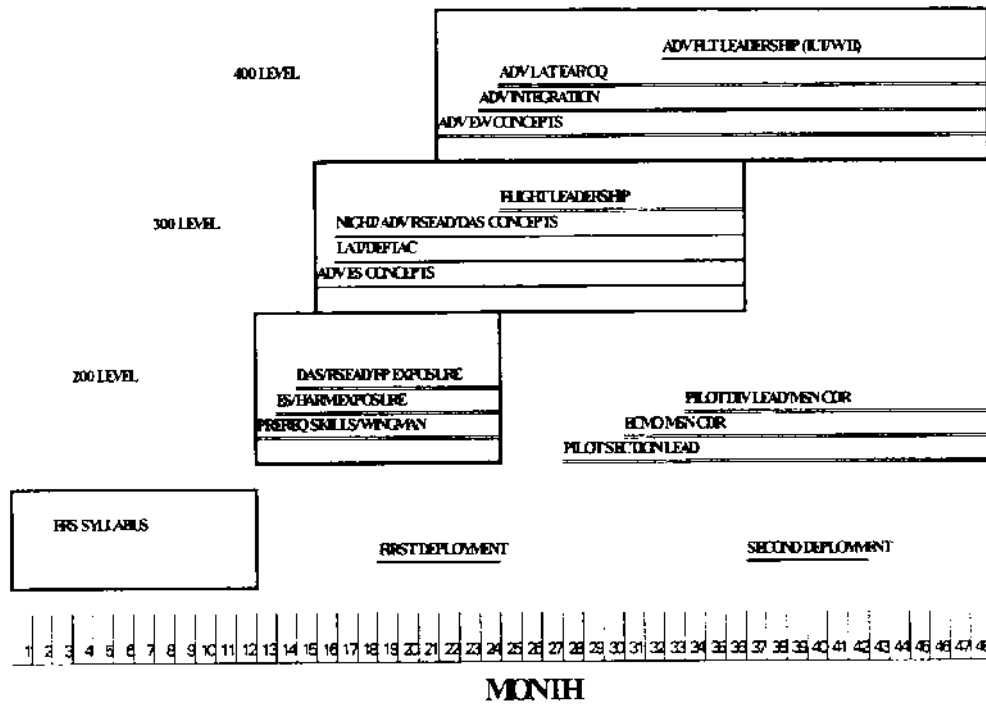 ADV FLT LEADERSHIP (ICT/WTI)
400 LEVEL
ADV LAT TEAR/CQ
ADV INTEGRATION
ADV EW CONCEPTS
FLIGHT LEADERSHIP
300 LEVEL
NIGHT/ADV RSEAD/DAS CONCEPTS
LAT/DEFTAC
ADV ES CONCEPTS
200 LEVEL
DAS/RSEAD/FP EXPOSURE
ES/HARM EXPOSURE
PILOT DIV LEAD/MSN CDR
PREREQ SKILLS/WINGMAN
ECMO MSN CDR
PILOT SECTION LEAD
FRS SYLLABUS
FIRST DEPLOYMENT
SECOND DEPLOYMENT
1 2 3 4 5 6 7 8 9 10 11 12 13 14 15 16 17 18 19 20 21 22 23 24 25 26 27 28 29 30 31 32 33 34 35 36 37 38 39 40 41 42 43 44 45 46 47 48
MONTH